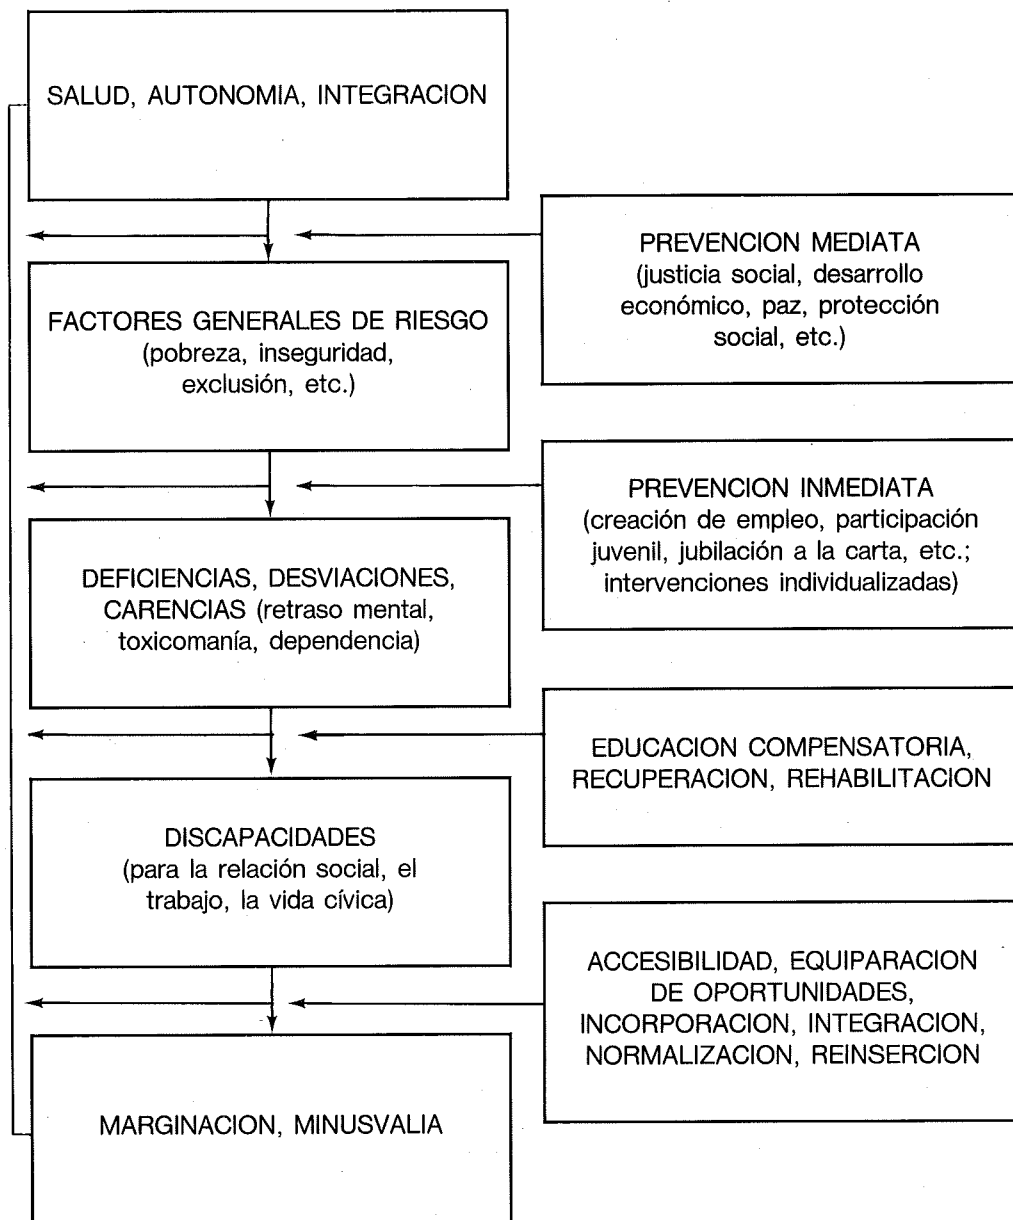 SALUD, AUTONOMIA, INTEGRACION
PREVENCION MEDIATA
(justicia social, desarrollo
económico, paz, protección
social, etc.)
FACTORES GENERALES DE RIESGO
(pobreza, inseguridad,
exclusión, etc.)
PREVENCION INMEDIATA
(creación de empleo, participación
juvenil, jubilación a la carta, etc.;
intervenciones individualizadas)
DEFICIENCIAS, DESVIACIONES,
CARENCIAS (retraso mental,
toxicomanía, dependencia)
EDUCACION COMPENSATORIA,
RECUPERACION, REHABILITACION
DISCAPACIDADES
(para la relación social, el
trabajo, la vida cívica)
ACCESIBILIDAD, EQUIPARACION
DE OPORTUNIDADES,
INCORPORACION, INTEGRACION,
NORMALIZACION, REINSERCION
MARGINACION, MINUSVALIA